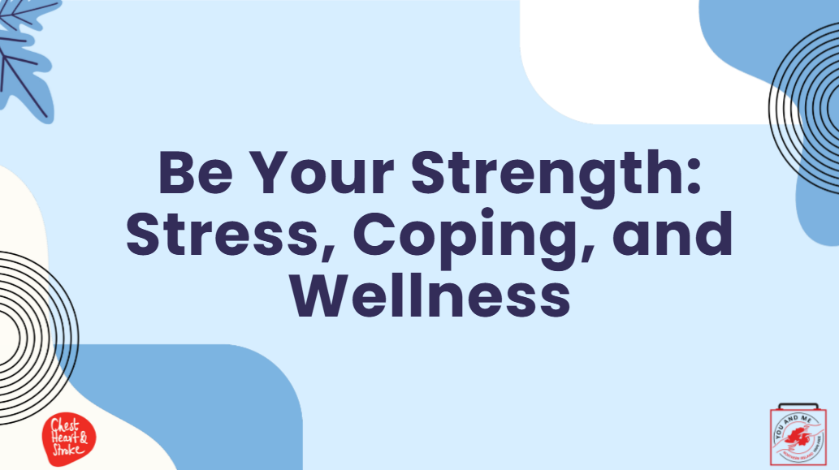 Be Your Strength:
Stress, Coping, and
Wellness
Chest
Heart &
Stroke
YOU AND ME